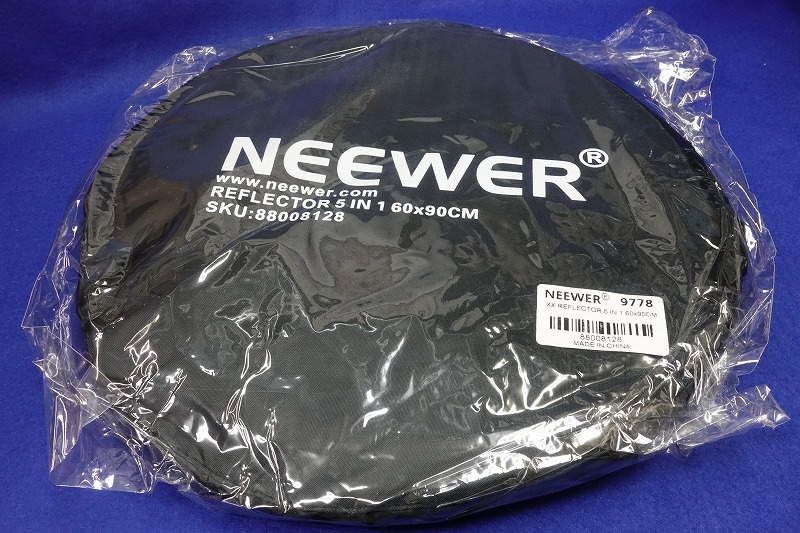 NEEWER®
www.neewer.com
REFLECTOR 5 IN 1 60x90CM
SKU:88008128
NEEWER® 9778
XX REFLECTOR 5 IN 1 60x90CM
88008128
MADE IN CHINA